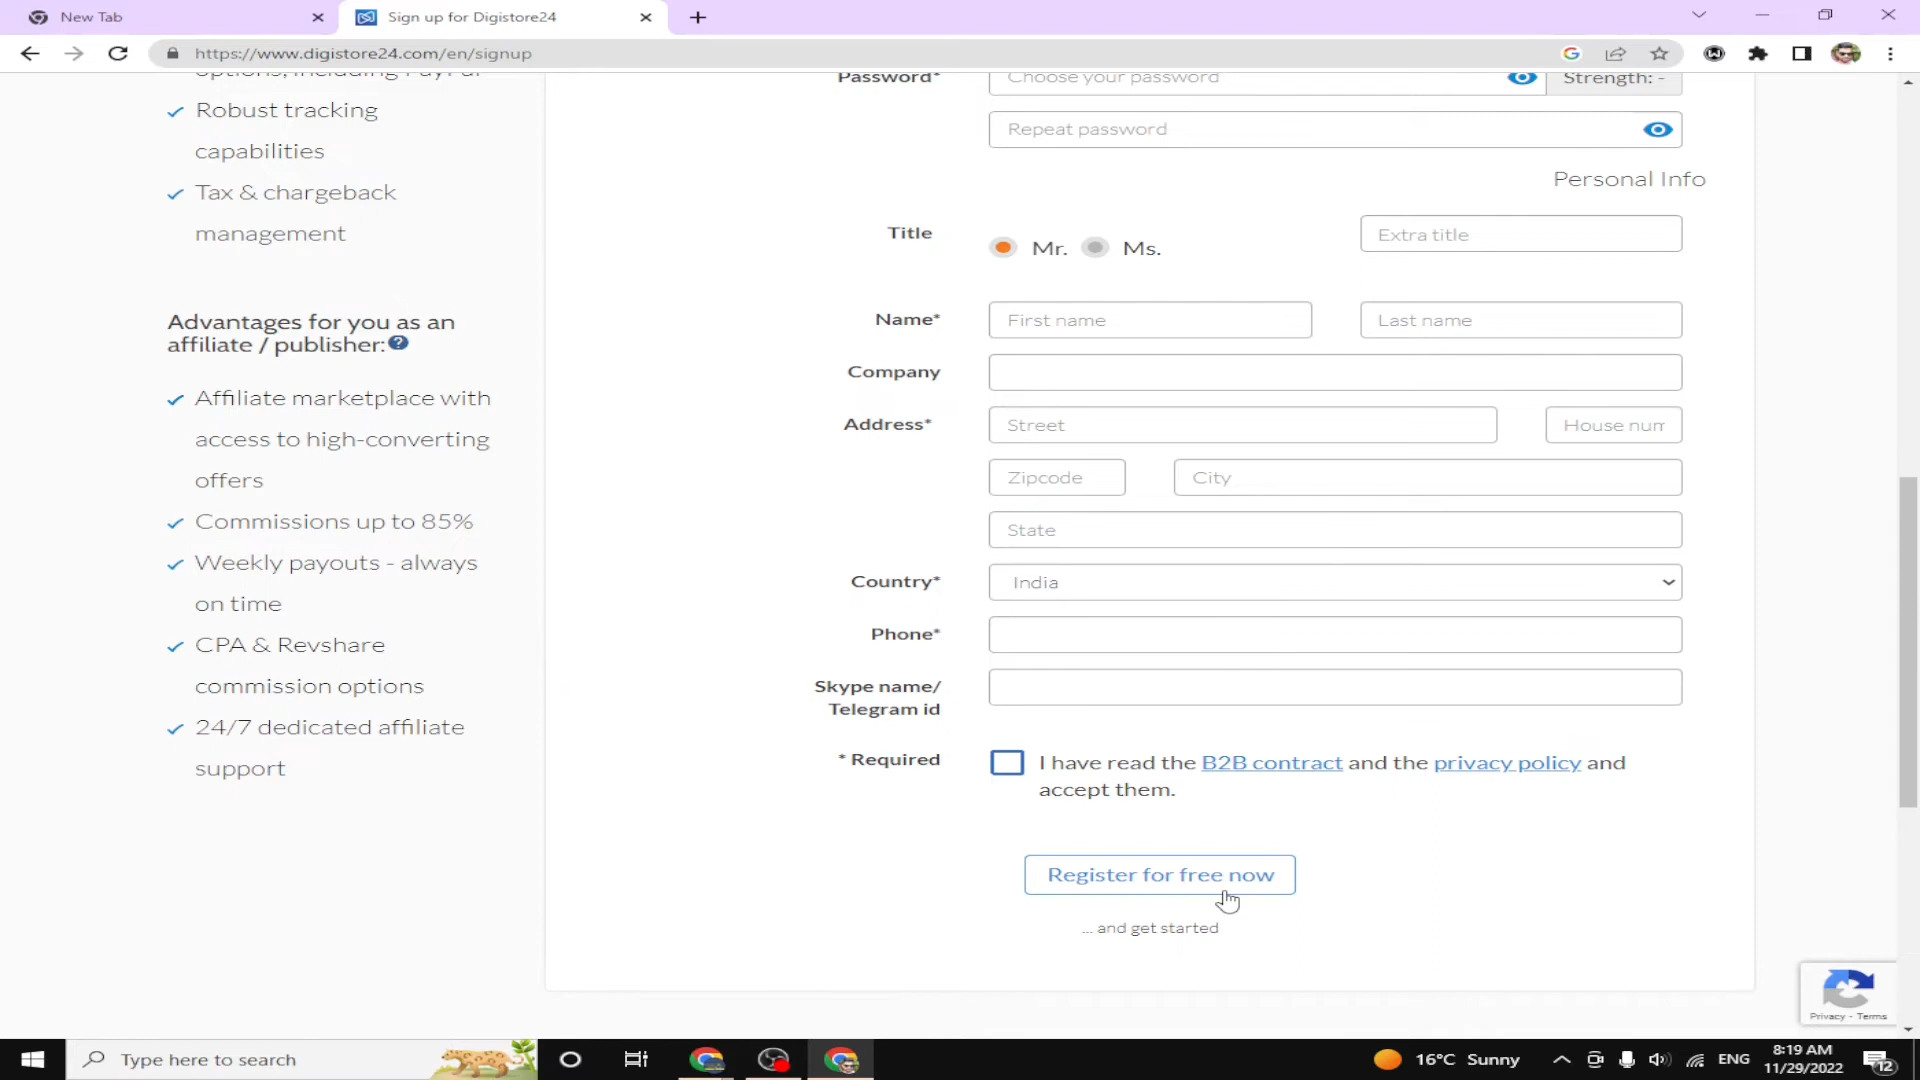 New Tab
Sign up for Digistore24
https://www.digistore24.com/en/signup
options, including PayPal
Robust tracking
capabilities
Tax & chargeback
management
Advantages for you as an
affiliate / publisher:
Affiliate marketplace with
access to high-converting
offers
Commissions up to 85%
Weekly payouts - always
on time
CPA & Revshare
commission options
24/7 dedicated affiliate
support
Password* Choose your password Strength: -
Repeat password
Personal Info
Title Mr. Ms. Extra title
Name* First name Last name
Company
Address* Street House num
Zipcode City
State
Country* India
Phone*
Skype name/
Telegram id
* Required
I have read the B2B contract and the privacy policy and
accept them.
Register for free now
... and get started
Privacy - Terms
Type here to search
16°C Sunny
ENG
8:19 AM
11/29/2022
12